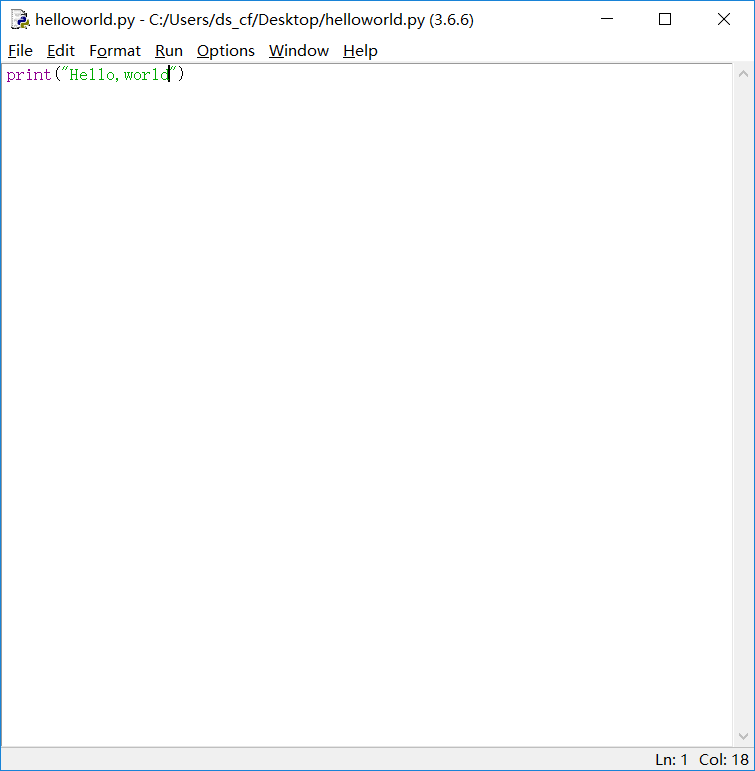 helloworld.py - C:/Users/ds_cf/Desktop/helloworld.py (3.6.6)
File Edit Format Run Options Window Help
print("Hello,world")
Ln: 1 Col: 18